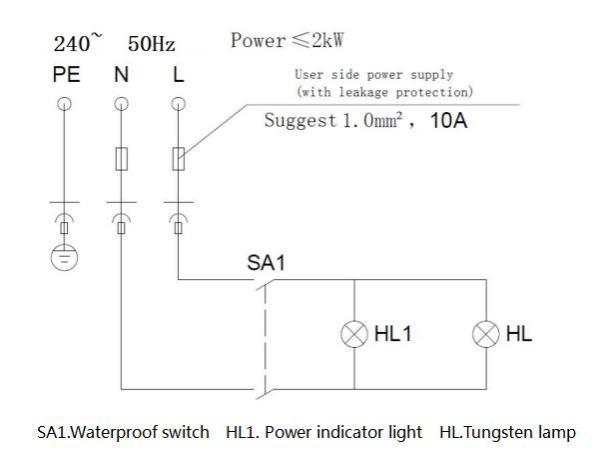 240~ 50Hz Power ≤2kW
PE N L
User side power supply
(with leakage protection)
Suggest 1.0mm², 10A
SA1
HL1
HL
SA1.Waterproof switch HL1. Power indicator light HL.Tungsten lamp